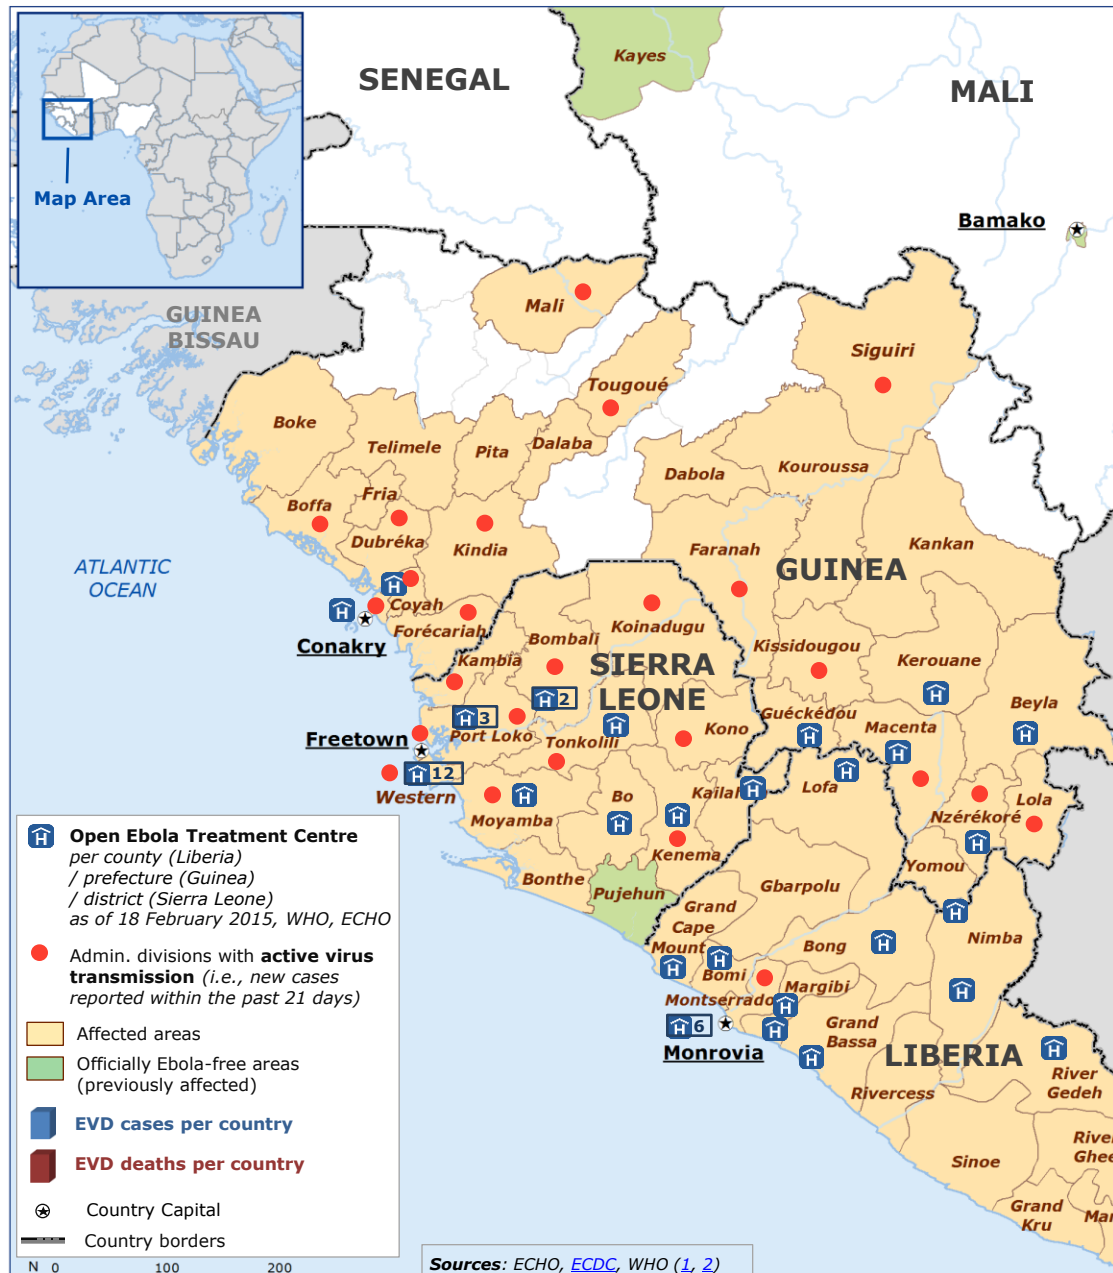 Kayes
SENEGAL
MALI
Map Area
Bamako
GUINEA
BISSAU
Mali
Siguiri
Tougoué
Boke
Telimele
Pita
Dalaba
Dabola
Kouroussa
Fria
Boffa
Dubréka
Kindia
Faranah
Kankan
GUINEA
ATLANTIC
OCEAN
Coyah
Conakry
Forécariah
Bombali
Koinadugu
Kissidougou
Kerouane
Kambia
SIERRA
LEONE
Beyla
2
3
Port Loko
Kono
Guéckédou
Macenta
Freetown
Tonkolili
12
Western
Moyamba
Bo
Lofa
Nzérékoré
Lola
Kenema
Yomou
Bonthe
Pujehun
Gbarpolu
Grand
Cape
Mount
Bong
Nimba
Bomi
Margibi
Montserrado
6
Monrovia
Grand
Bassa
LIBERIA
River
Gedeh
Rivercess
Sinoe
Grand
Kru
H Open Ebola Treatment Centre
per county (Liberia)
/ prefecture (Guinea)
/ district (Sierra Leone)
as of 18 February 2015, WHO, ECHO
Admin. divisions with active virus
transmission (i.e., new cases
reported within the past 21 days)
Affected areas
Officially Ebola-free areas
(previously affected)
EVD cases per country
EVD deaths per country
Country Capital
Country borders
N 0 100 200
Sources: ECHO, ECDC, WHO (1, 2)